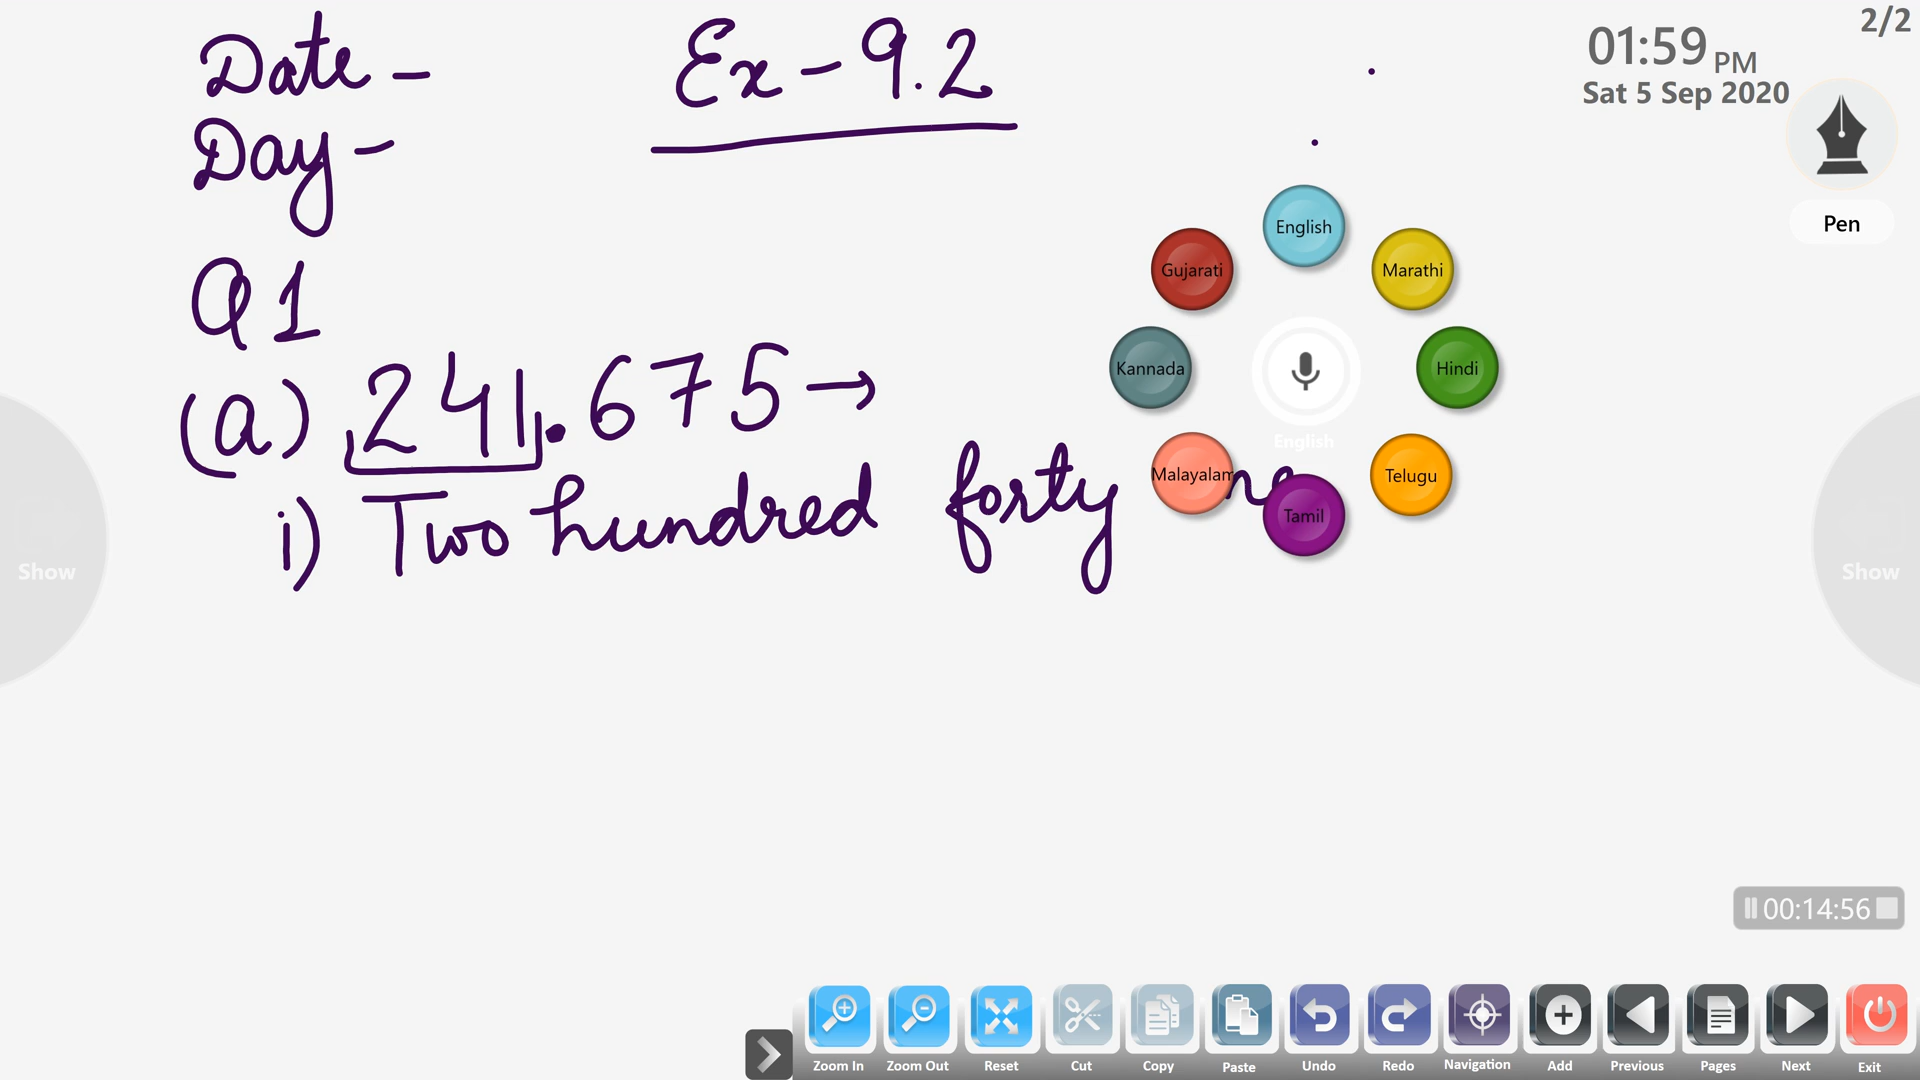 Date - Ex - 9.2
Day -
Q1
(a) 241.675 →
i) Two hundred forty
2/2
01:59 PM
Sat 5 Sep 2020
Pen
English
Gujarati
Marathi
Kannada
Hindi
English
Malayalam
Telugu
Tamil
Show
Show
00:14:56
Zoom In Zoom Out Reset Cut Copy Paste Undo Redo Navigation Add Previous Pages Next Exit